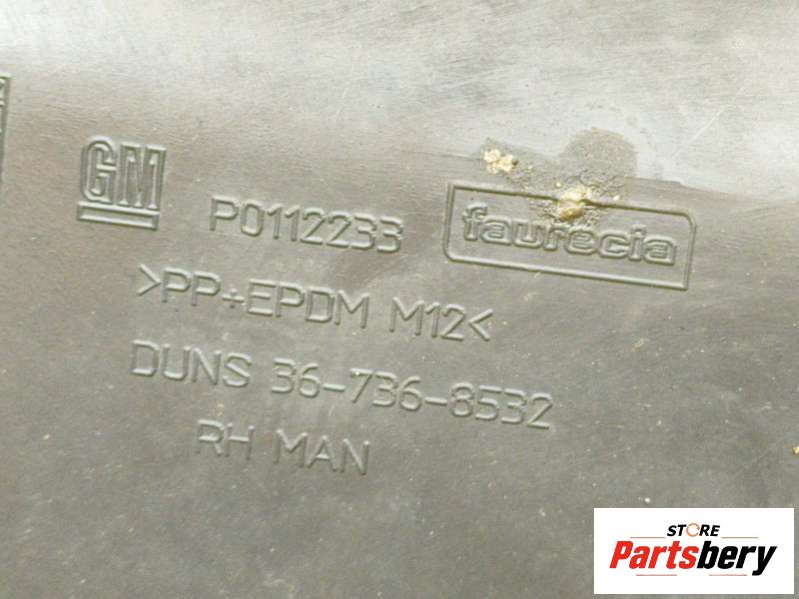 GM
P0112233
faurecia
>PP+EPDM M12<
DUNS 36-736-8532
RH MAN
STORE
Partsbery